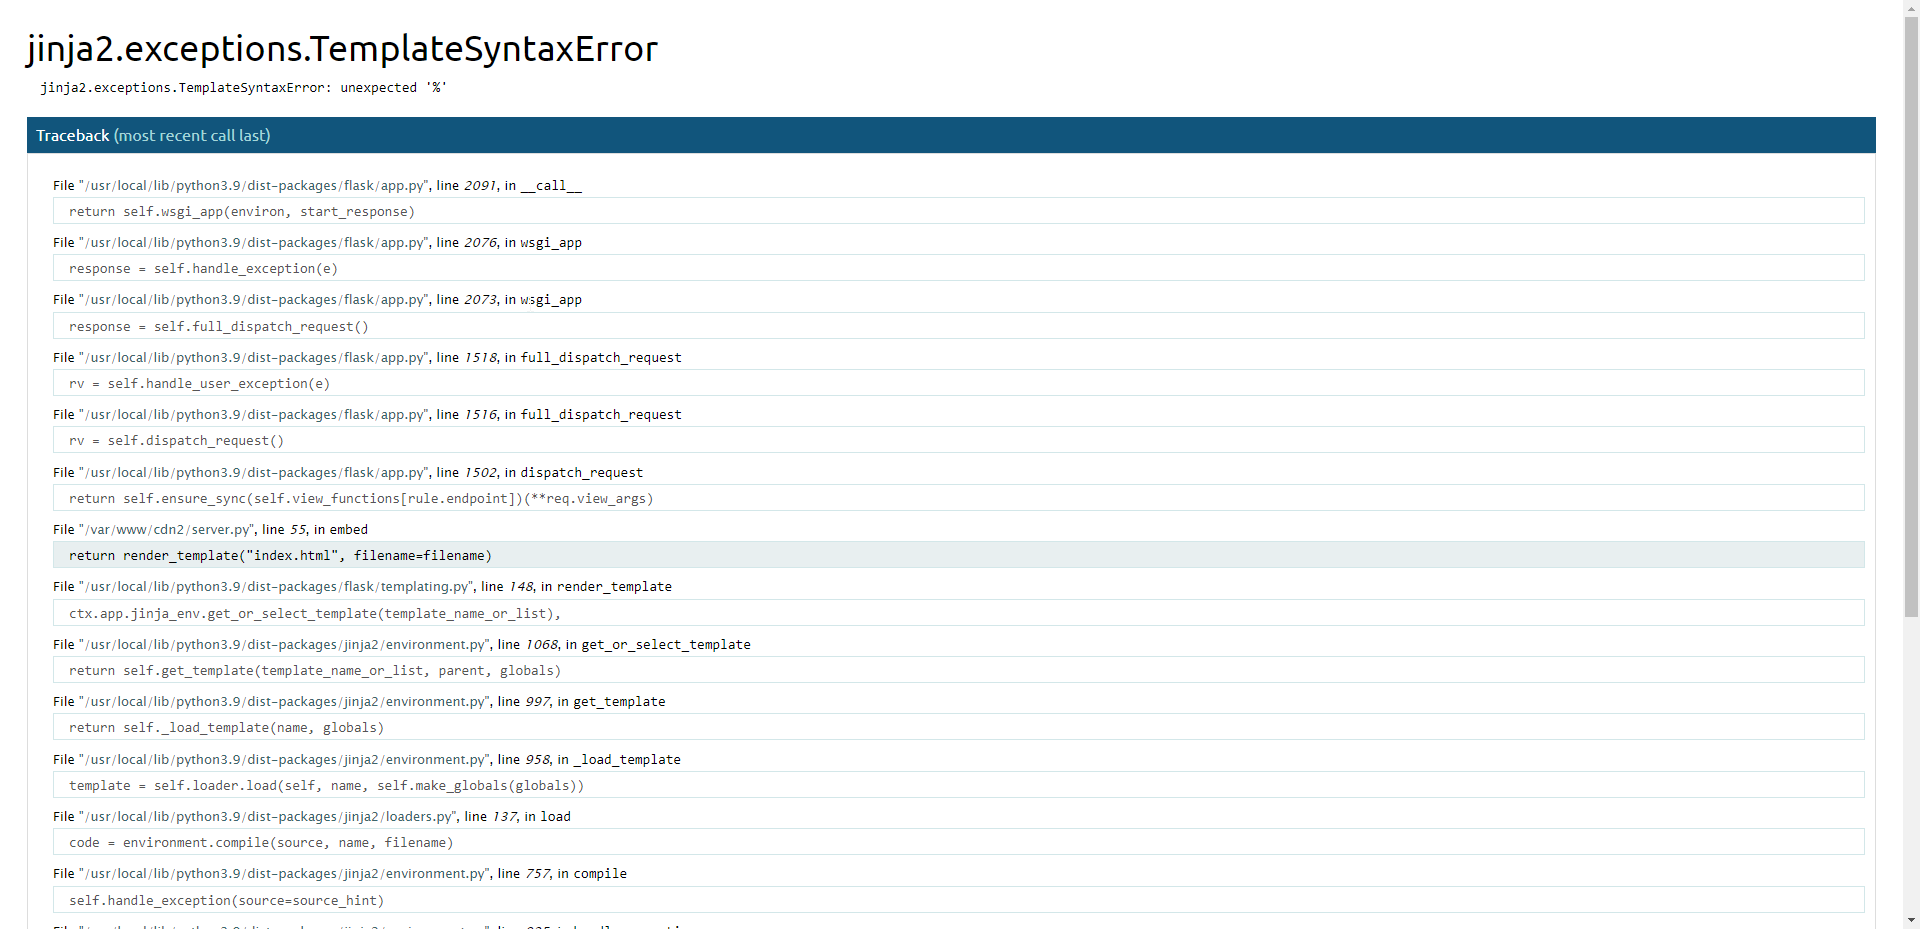 jinja2.exceptions.TemplateSyntaxError
jinja2.exceptions.TemplateSyntaxError: unexpected '%'
Traceback (most recent call last)
File "/usr/local/lib/python3.9/dist-packages/flask/app.py", line 2091, in __call__
return self.wsgi_app(environ, start_response)
File "/usr/local/lib/python3.9/dist-packages/flask/app.py", line 2076, in wsgi_app
response = self.handle_exception(e)
File "/usr/local/lib/python3.9/dist-packages/flask/app.py", line 2073, in wsgi_app
response = self.full_dispatch_request()
File "/usr/local/lib/python3.9/dist-packages/flask/app.py", line 1518, in full_dispatch_request
rv = self.handle_user_exception(e)
File "/usr/local/lib/python3.9/dist-packages/flask/app.py", line 1516, in full_dispatch_request
rv = self.dispatch_request()
File "/usr/local/lib/python3.9/dist-packages/flask/app.py", line 1502, in dispatch_request
return self.ensure_sync(self.view_functions[rule.endpoint])(**req.view_args)
File "/var/www/cdn2/server.py", line 55, in embed
return render_template("index.html", filename=filename)
File "/usr/local/lib/python3.9/dist-packages/flask/templating.py", line 148, in render_template
ctx.app.jinja_env.get_or_select_template(template_name_or_list),
File "/usr/local/lib/python3.9/dist-packages/jinja2/environment.py", line 1068, in get_or_select_template
return self.get_template(template_name_or_list, parent, globals)
File "/usr/local/lib/python3.9/dist-packages/jinja2/environment.py", line 997, in get_template
return self._load_template(name, globals)
File "/usr/local/lib/python3.9/dist-packages/jinja2/environment.py", line 958, in _load_template
template = self.loader.load(self, name, self.make_globals(globals))
File "/usr/local/lib/python3.9/dist-packages/jinja2/loaders.py", line 137, in load
code = environment.compile(source, name, filename)
File "/usr/local/lib/python3.9/dist-packages/jinja2/environment.py", line 757, in compile
self.handle_exception(source=source_hint)